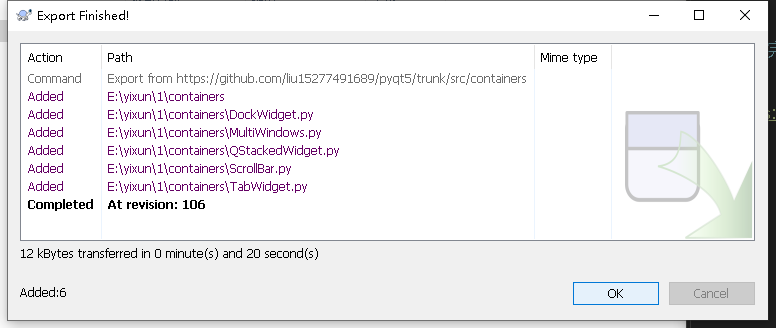 Export Finished!
Action Path Mime type
Command Export from https://github.com/liu15277491689/pyqt5/trunk/src/containers
Added E:\yixun\1\containers
Added E:\yixun\1\containers\DockWidget.py
Added E:\yixun\1\containers\MultiWindows.py
Added E:\yixun\1\containers\QStackedWidget.py
Added E:\yixun\1\containers\ScrollBar.py
Added E:\yixun\1\containers\TabWidget.py
Completed At revision: 106
12 kBytes transferred in 0 minute(s) and 20 second(s)
Added:6
OK Cancel